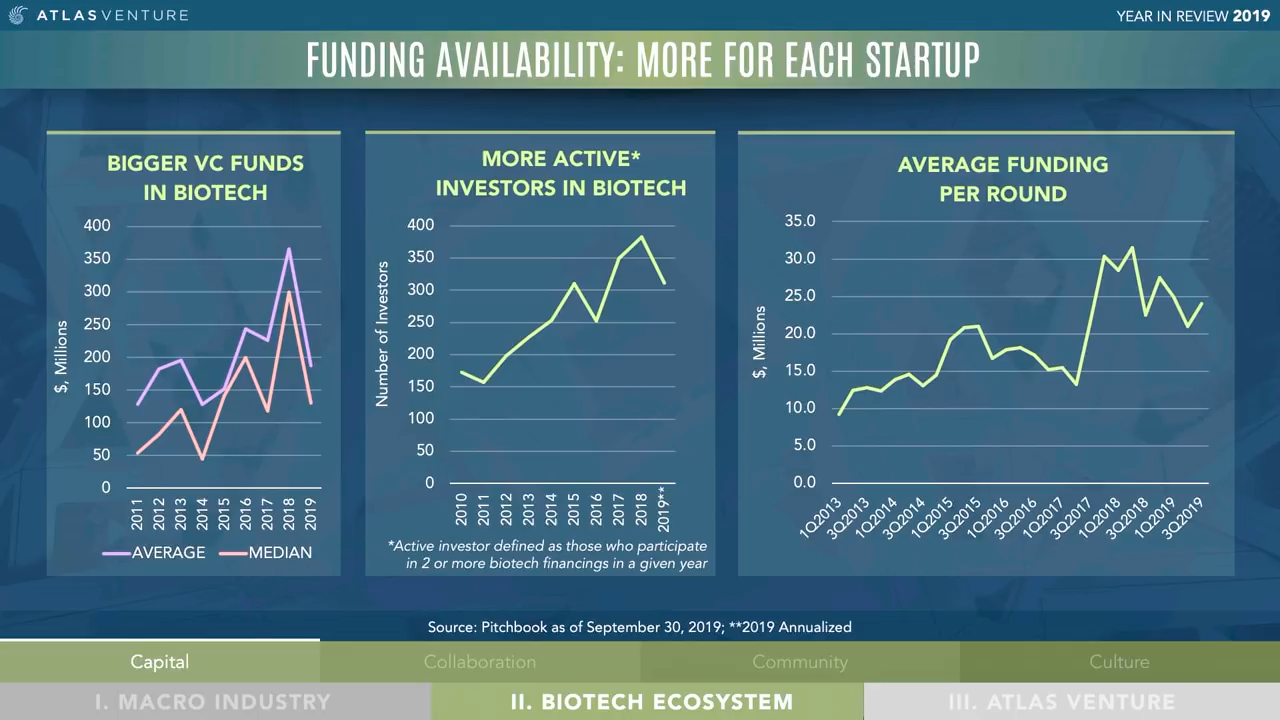 ATLAS VENTURE
YEAR IN REVIEW 2019
FUNDING AVAILABILITY: MORE FOR EACH STARTUP
BIGGER VC FUNDS
IN BIOTECH
400
350
300
250
200
150
100
50
0
$, Millions
2011
2012
2013
2014
2015
2016
2017
2018
2019
AVERAGE
MEDIAN
MORE ACTIVE*
INVESTORS IN BIOTECH
400
350
300
250
200
150
100
50
0
Number of Investors
2010
2011
2012
2013
2014
2015
2016
2017
2018
2019**
*Active investor defined as those who participate
in 2 or more biotech financings in a given year
AVERAGE FUNDING
PER ROUND
35.0
30.0
25.0
20.0
15.0
10.0
5.0
0.0
$, Millions
1Q2013
3Q2013
1Q2014
3Q2014
1Q2015
3Q2015
1Q2016
3Q2016
1Q2017
3Q2017
1Q2018
3Q2018
1Q2019
3Q2019
Source: Pitchbook as of September 30, 2019; **2019 Annualized
Capital
Collaboration
Community
Culture
I. MACRO INDUSTRY
II. BIOTECH ECOSYSTEM
III. ATLAS VENTURE